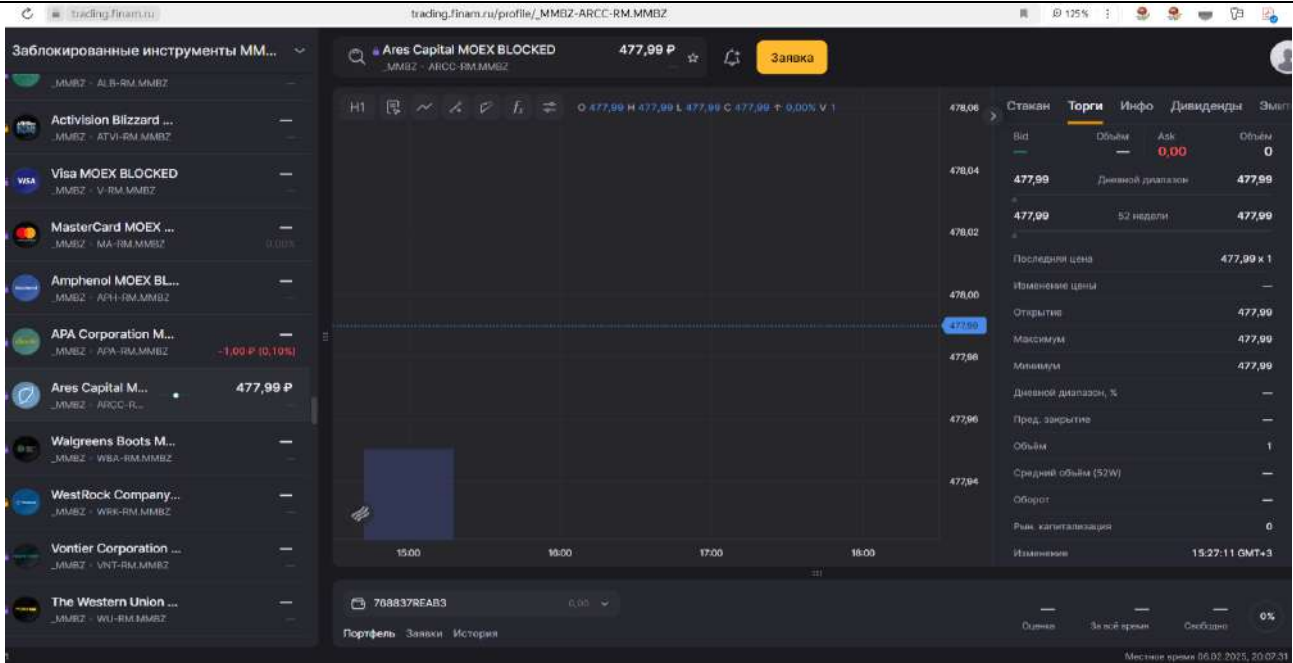 trading.finam.ru
trading.finam.ru/profile/_MMBZ-ARCC-RM.MMBZ
125%
Заблокированные инструменты ММ...
_MMBZ · ALB-RM.MMBZ
Activision Blizzard ...
_MMBZ · ATVI-RM.MMBZ
Visa MOEX BLOCKED
_MMBZ · V-RM.MMBZ
MasterCard MOEX ...
_MMBZ · MA-RM.MMBZ
0,00%
Amphenol MOEX BL...
_MMBZ · APH-RM.MMBZ
APA Corporation M...
_MMBZ · APA-RM.MMBZ
-1,00 ₽ (0,10%)
Ares Capital M...
477,99 ₽
_MMBZ · ARCC-R...
Walgreens Boots M...
_MMBZ · WBA-RM.MMBZ
WestRock Company...
_MMBZ · WRK-RM.MMBZ
Vontier Corporation ...
_MMBZ · VNT-RM.MMBZ
The Western Union ...
_MMBZ · WU-RM.MMBZ
Ares Capital MOEX BLOCKED
477,99 ₽
_MMBZ · ARCC-RM.MMBZ
Заявка
H1
O 477,99 H 477,99 L 477,99 C 477,99 0,00% V 1
478,06
478,04
478,02
478,00
477,99
477,98
477,96
477,94
15:00 16:00 17:00 18:00
Стакан Торги Инфо Дивиденды
Bid Объём Ask Объём
— — 0,00 0
477,99 Дневной диапазон 477,99
477,99 52 недели 477,99
Последняя цена 477,99 x 1
Изменение цены —
Открытие 477,99
Максимум 477,99
Минимум 477,99
Дневной диапазон, % —
Пред. закрытие —
Объём 1
Средний объём (52W) —
Оборот —
Рын. капитализация 0
Изменения 15:27:11 GMT+3
768837REAB3 0,00
Портфель Заявки История
Оценка За всё время Свободно 0%
Местное время 06.02.2025, 20:07:31